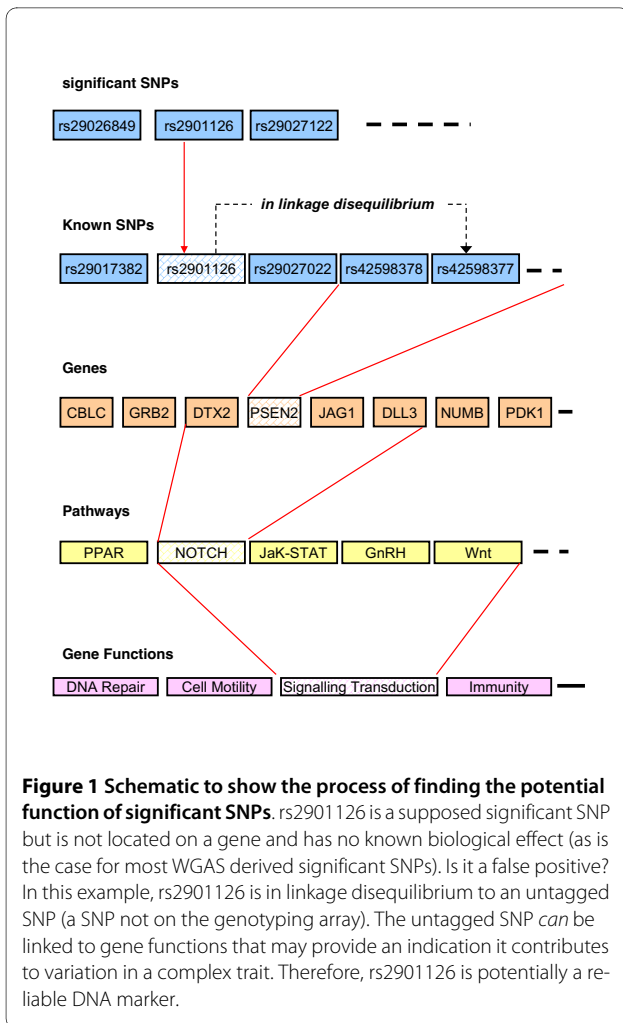 significant SNPs
rs29026849 rs2901126 rs29027122
in linkage disequilibrium
Known SNPs
rs29017382 rs2901126 rs29027022 rs42598378 rs42598377
Genes
CBLC GRB2 DTX2 PSEN2 JAG1 DLL3 NUMB PDK1
Pathways
PPAR NOTCH JaK-STAT GnRH Wnt
Gene Functions
DNA Repair Cell Motility Signalling Transduction Immunity
Figure 1 Schematic to show the process of finding the potential
function of significant SNPs. rs2901126 is a supposed significant SNP
but is not located on a gene and has no known biological effect (as is
the case for most WGAS derived significant SNPs). Is it a false positive?
In this example, rs2901126 is in linkage disequilibrium to an untagged
SNP (a SNP not on the genotyping array). The untagged SNP can be
linked to gene functions that may provide an indication it contributes
to variation in a complex trait. Therefore, rs2901126 is potentially a re-
liable DNA marker.